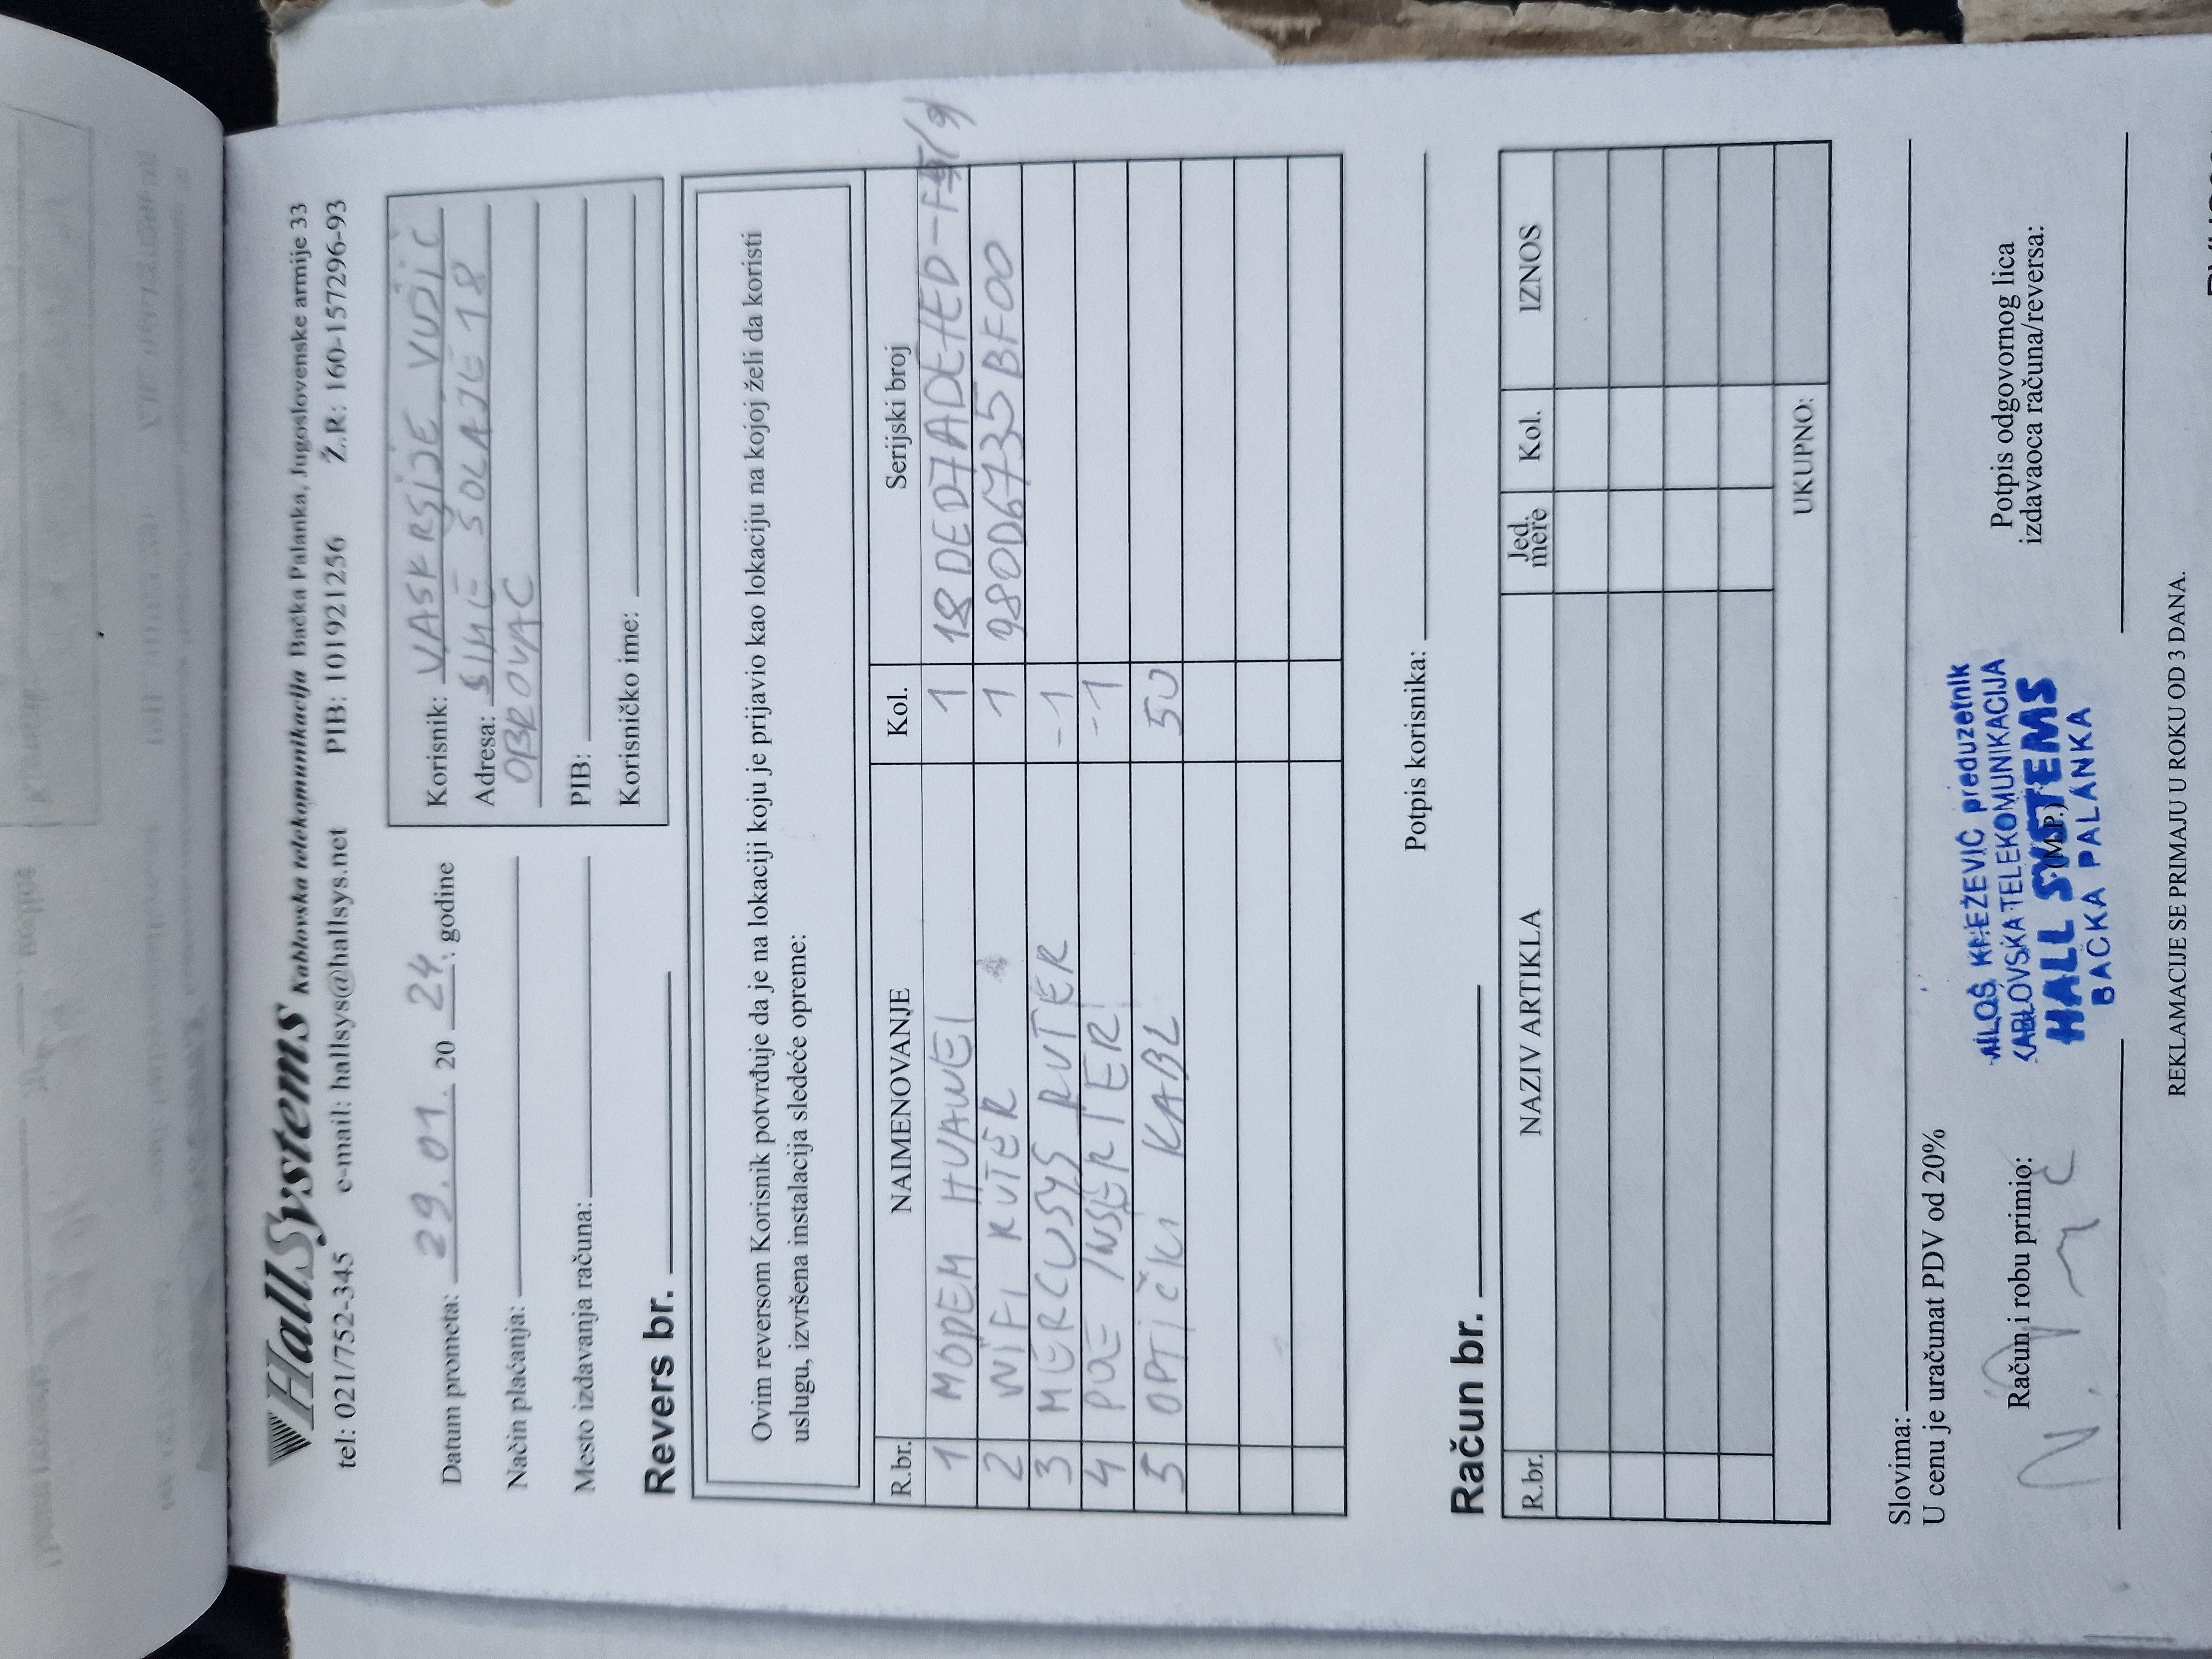 HallSystems Kablovska telekomunikacija Bačka Palanka, Jugoslovenske armije 33
tel: 021/752-345 e-mail: hallsys@hallsys.net PIB: 101921256 Ž.R: 160-157296-93
Datum prometa: 29.01. 20 24. godine
Način plaćanja:
Mesto izdavanja računa:
Korisnik: VASKRSIJE VUJIĆ
Adresa: SIME ŠOLAJE 18
OBROVAC
PIB:
Korisničko ime:
Revers br.
Ovim reversom Korisnik potvrđuje da je na lokaciji koju je prijavio kao lokaciju na kojoj želi da koristi
uslugu, izvršena instalacija sledeće opreme:
R.br. NAIMENOVANJE Kol. Serijski broj
1 MODEM HUAWEI 1 18DED7ADEFED
2 WIFI RUTER 1 980D6735BF00
3 MERCUSYS RUTER -1
4 POE INSERTER -1
5 OPTIČKI KABL 50
Potpis korisnika:
Račun br.
R.br. NAZIV ARTIKLA Jed. mere Kol. IZNOS
UKUPNO:
Slovima:
U cenu je uračunat PDV od 20%
Račun i robu primio:
MILOŠ KNEŽEVIĆ preduzetnik
KABLOVSKA TELEKOMUNIKACIJA
HALL SYSTEMS
BAČKA PALANKA
(M.P.)
Potpis odgovornog lica
izdavaoca računa/reversa:
REKLAMACIJE SE PRIMAJU U ROKU OD 3 DANA.